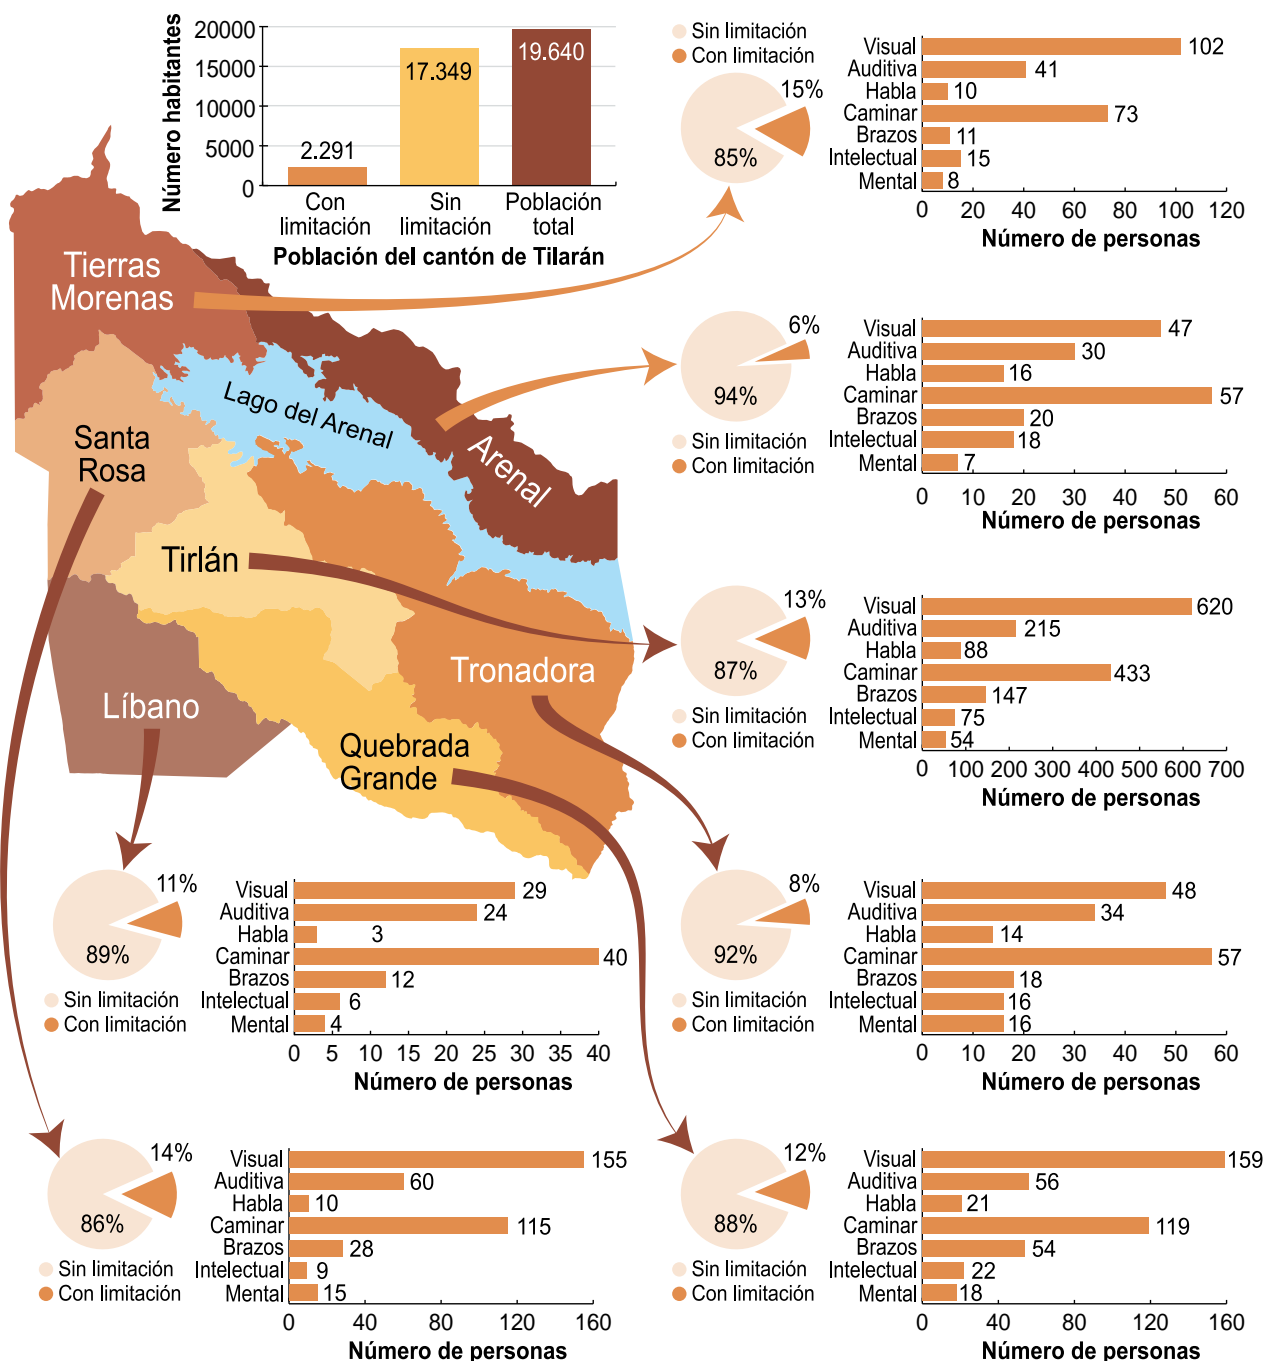 20000
15000
10000
5000
0
Número habitantes
2.291
17.349
19.640
Con
limitación
Sin
limitación
Población
total
Población del cantón de Tilarán
Tierras
Morenas
Lago del Arenal
Arenal
Santa
Rosa
Tirlán
Tronadora
Líbano
Quebrada
Grande
Sin limitación
Con limitación
15%
85%
Visual 102
Auditiva 41
Habla 10
Caminar 73
Brazos 11
Intelectual 15
Mental 8
0 20 40 60 80 100 120
Número de personas
6%
94%
Sin limitación
Con limitación
Visual 47
Auditiva 30
Habla 16
Caminar 57
Brazos 20
Intelectual 18
Mental 7
0 10 20 30 40 50 60
Número de personas
13%
87%
Sin limitación
Con limitación
Visual 620
Auditiva 215
Habla 88
Caminar 433
Brazos 147
Intelectual 75
Mental 54
0 100 200 300 400 500 600 700
Número de personas
11%
89%
Sin limitación
Con limitación
Visual 29
Auditiva 24
Habla 3
Caminar 40
Brazos 12
Intelectual 6
Mental 4
0 5 10 15 20 25 30 35 40
Número de personas
8%
92%
Sin limitación
Con limitación
Visual 48
Auditiva 34
Habla 14
Caminar 57
Brazos 18
Intelectual 16
Mental 16
0 10 20 30 40 50 60
Número de personas
14%
86%
Sin limitación
Con limitación
Visual 155
Auditiva 60
Habla 10
Caminar 115
Brazos 28
Intelectual 9
Mental 15
0 40 80 120 160
Número de personas
12%
88%
Sin limitación
Con limitación
Visual 159
Auditiva 56
Habla 21
Caminar 119
Brazos 54
Intelectual 22
Mental 18
0 40 80 120 160
Número de personas